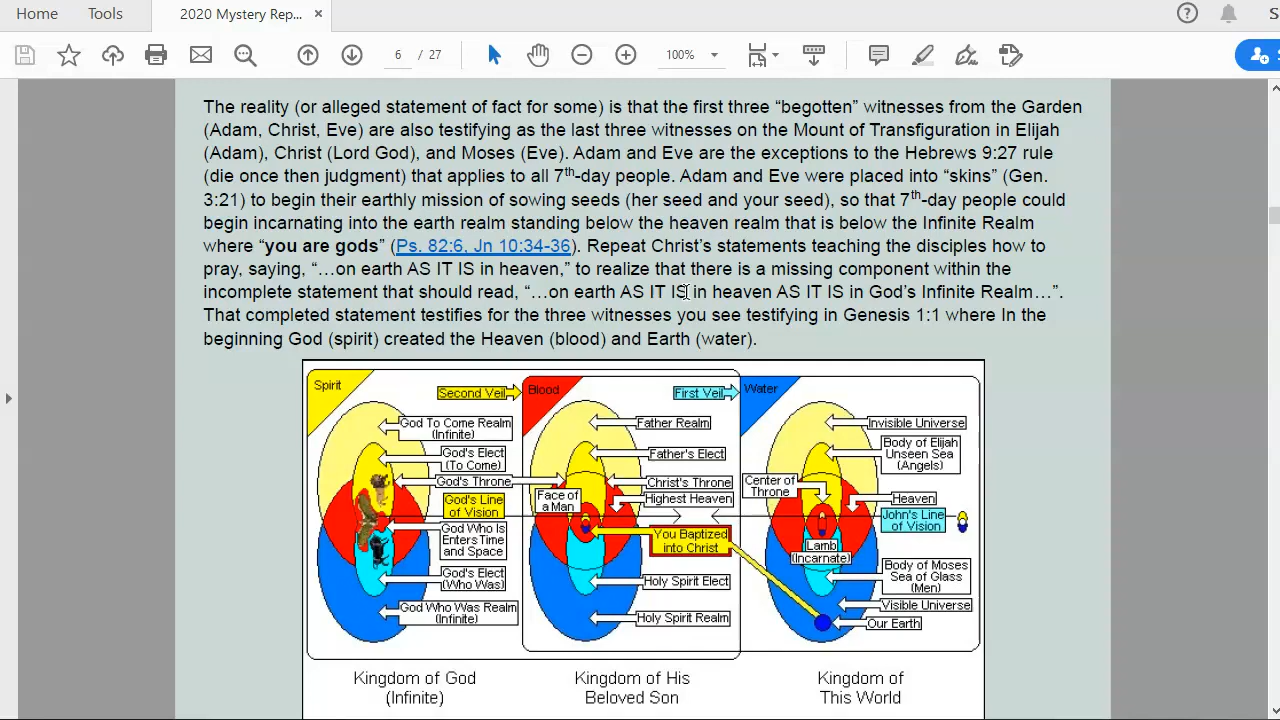 Home Tools 2020 Mystery Rep... × ?
6 / 27 100%
The reality (or alleged statement of fact for some) is that the first three “begotten” witnesses from the Garden
(Adam, Christ, Eve) are also testifying as the last three witnesses on the Mount of Transfiguration in Elijah
(Adam), Christ (Lord God), and Moses (Eve). Adam and Eve are the exceptions to the Hebrews 9:27 rule
(die once then judgment) that applies to all 7th-day people. Adam and Eve were placed into “skins” (Gen.
3:21) to begin their earthly mission of sowing seeds (her seed and your seed), so that 7th-day people could
begin incarnating into the earth realm standing below the heaven realm that is below the Infinite Realm
where “you are gods” (Ps. 82:6, Jn 10:34-36). Repeat Christ’s statements teaching the disciples how to
pray, saying, “…on earth AS IT IS in heaven,” to realize that there is a missing component within the
incomplete statement that should read, “…on earth AS IT IS in heaven AS IT IS in God’s Infinite Realm…”.
That completed statement testifies for the three witnesses you see testifying in Genesis 1:1 where In the
beginning God (spirit) created the Heaven (blood) and Earth (water).
Spirit
Second Veil
God To Come Realm
(Infinite)
God's Elect
(To Come)
God's Throne
God's Line
of Vision
God Who Is
Enters Time
and Space
God's Elect
(Who Was)
God Who Was Realm
(Infinite)
Kingdom of God
(Infinite)
Blood
First Veil
Father Realm
Father's Elect
Christ's Throne
Highest Heaven
Face of
a Man
You Baptized
into Christ
Holy Spirit Elect
Holy Spirit Realm
Kingdom of His
Beloved Son
Water
Invisible Universe
Body of Elijah
Unseen Sea
(Angels)
Center of
Throne
Heaven
John's Line
of Vision
Lamb
(Incarnate)
Body of Moses
Sea of Glass
(Men)
Visible Universe
Our Earth
Kingdom of
This World